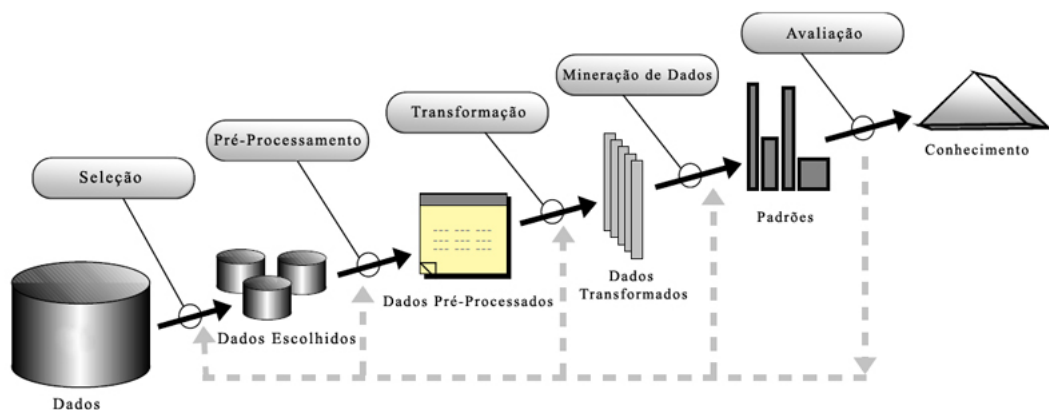 Avaliação
Mineração de Dados
Transformação
Pré-Processamento
Seleção
Conhecimento
Padrões
Dados
Transformados
Dados Pré-Processados
Dados Escolhidos
Dados